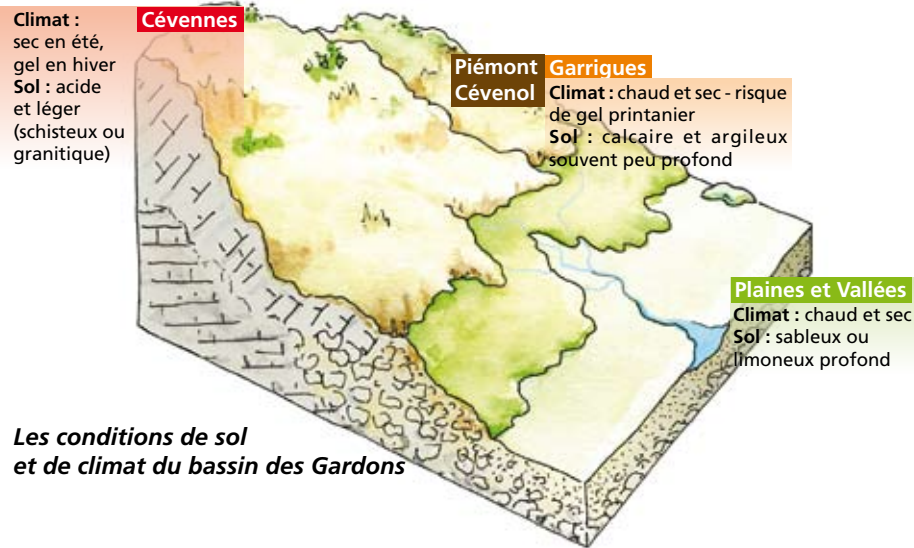 Cévennes
Climat :
sec en été,
gel en hiver
Sol : acide
et léger
(schisteux ou
granitique)
Piémont
Cévenol
Garrigues
Climat : chaud et sec - risque
de gel printanier
Sol : calcaire et argileux
souvent peu profond
Plaines et Vallées
Climat : chaud et sec
Sol : sableux ou
limoneux profond
Les conditions de sol
et de climat du bassin des Gardons